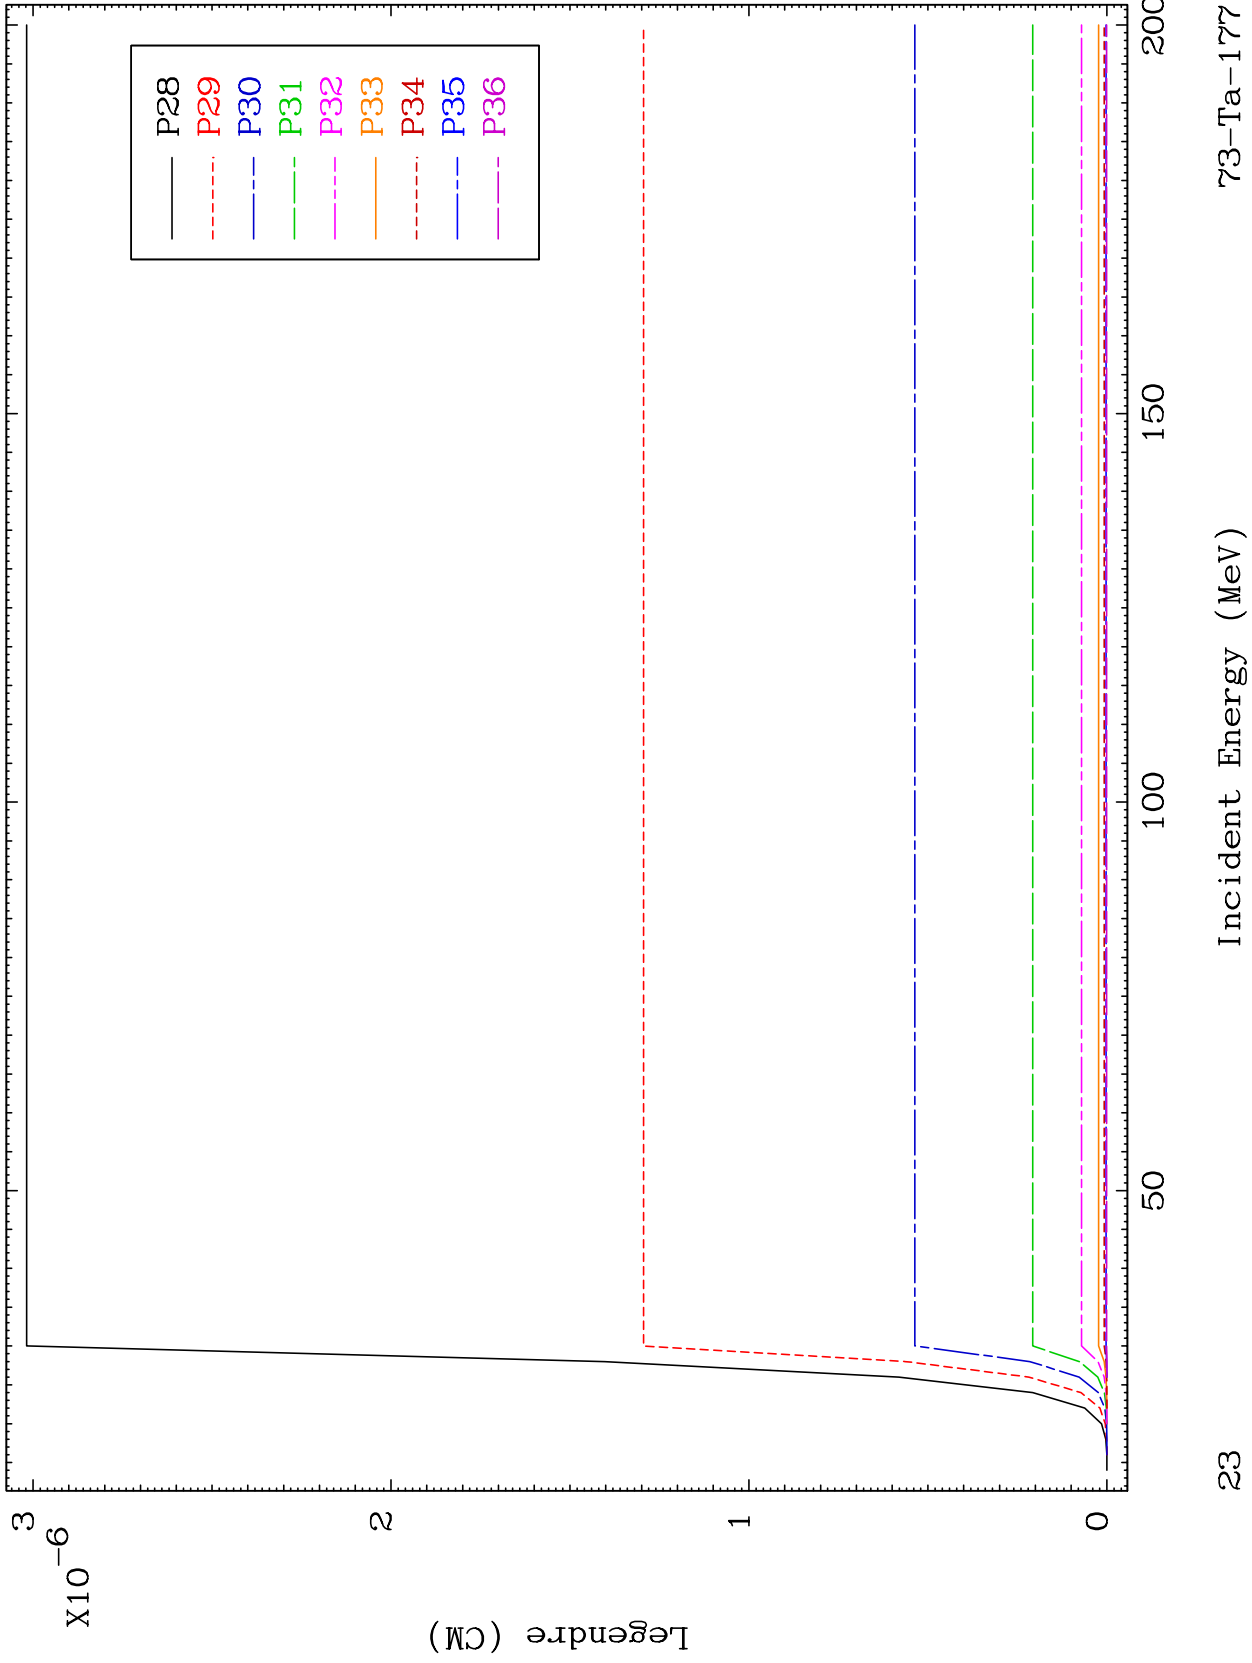 3
X10−6
2
1
0
Legendre (CM)
P28
P29
P30
P31
P32
P33
P34
P35
P36
50
100
150
200
Incident Energy (MeV)
23
73-Ta-177